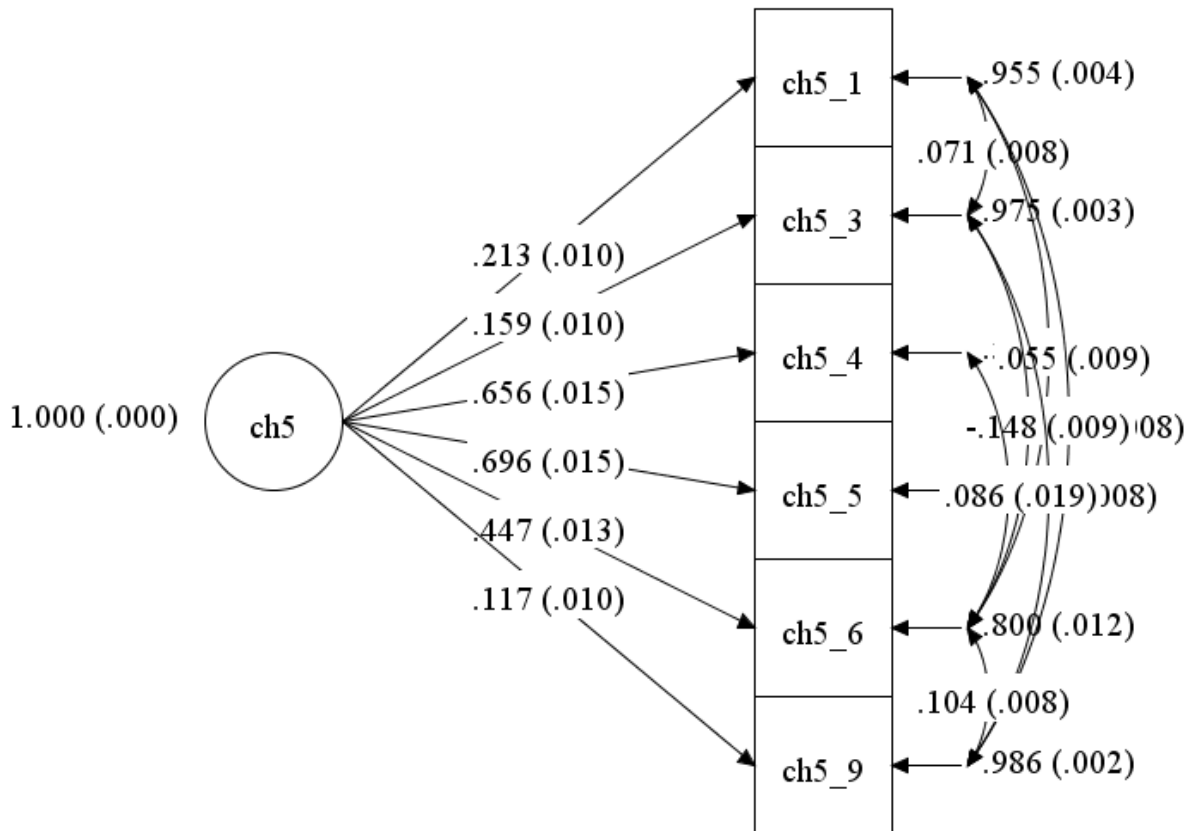 ch5_1
.955 (.004)
.071 (.008)
ch5_3
.975 (.003)
.213 (.010)
.159 (.010)
ch5_4
.055 (.009)
.656 (.015)
1.000 (.000)
ch5
-.148 (.009)
.696 (.015)
ch5_5
.086 (.019)
.447 (.013)
.117 (.010)
ch5_6
.800 (.012)
.104 (.008)
ch5_9
.986 (.002)